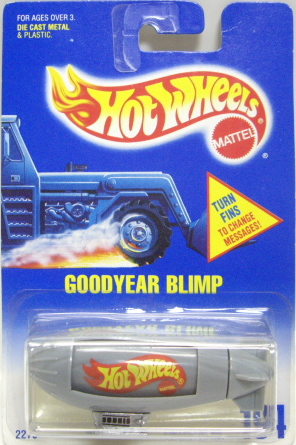 FOR AGES OVER 3.
DIE CAST METAL
& PLASTIC.
HOT WHEELS
MATTEL
TURN
FINS
TO CHANGE
MESSAGES!
GOODYEAR BLIMP
HOT WHEELS